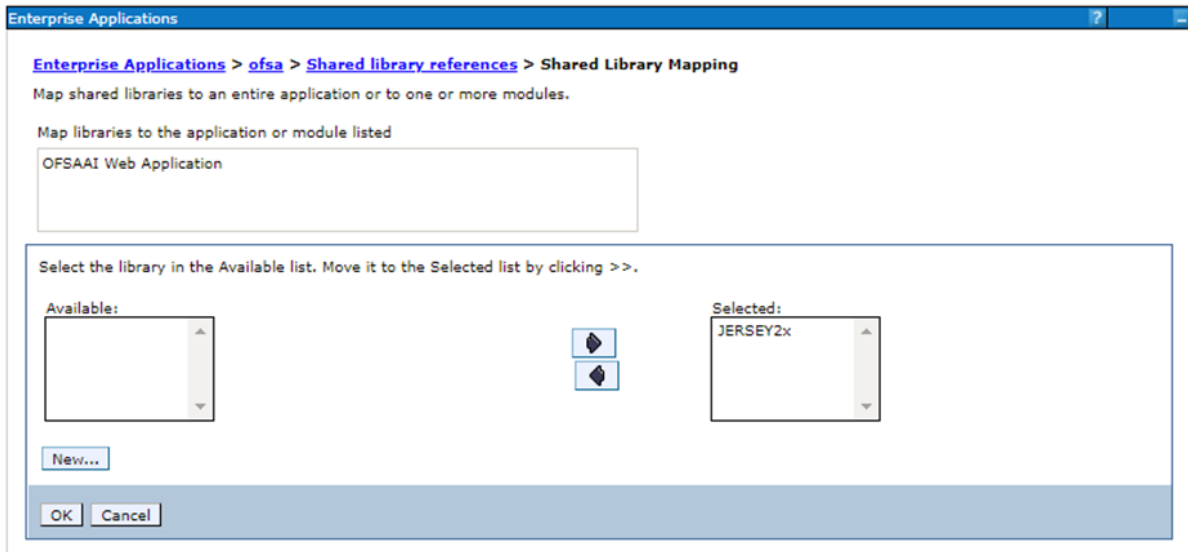 Enterprise Applications ? –
Enterprise Applications > ofsa > Shared library references > Shared Library Mapping
Map shared libraries to an entire application or to one or more modules.
Map libraries to the application or module listed
OFSAAI Web Application
Select the library in the Available list. Move it to the Selected list by clicking >>.
Available: Selected:
JERSEY2x
New...
OK Cancel